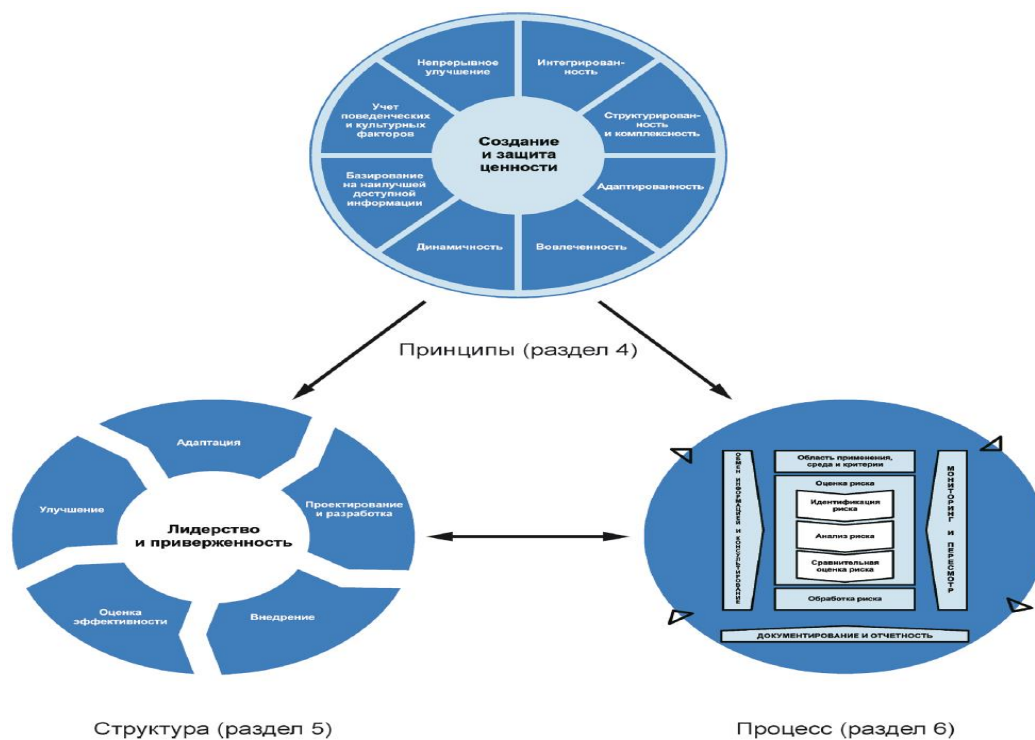 Непрерывное
улучшение
Интегрирован-
ность
Структурирован-
ность
и комплексность
Адаптированность
Вовлеченность
Динамичность
Базирование
на наилучшей
доступной
информации
Учет
поведенческих
и культурных
факторов
Создание
и защита
ценности
Принципы (раздел 4)
Адаптация
Проектирование
и разработка
Внедрение
Оценка
эффективности
Улучшение
Лидерство
и приверженность
Структура (раздел 5)
ОБМЕН ИНФОРМАЦИЕЙ И КОНСУЛЬТИРОВАНИЕ
Область применения,
среда и критерии
Оценка риска
Идентификация
риска
Анализ риска
Сравнительная
оценка риска
Обработка риска
МОНИТОРИНГ И ПЕРЕСМОТР
ДОКУМЕНТИРОВАНИЕ И ОТЧЕТНОСТЬ
Процесс (раздел 6)